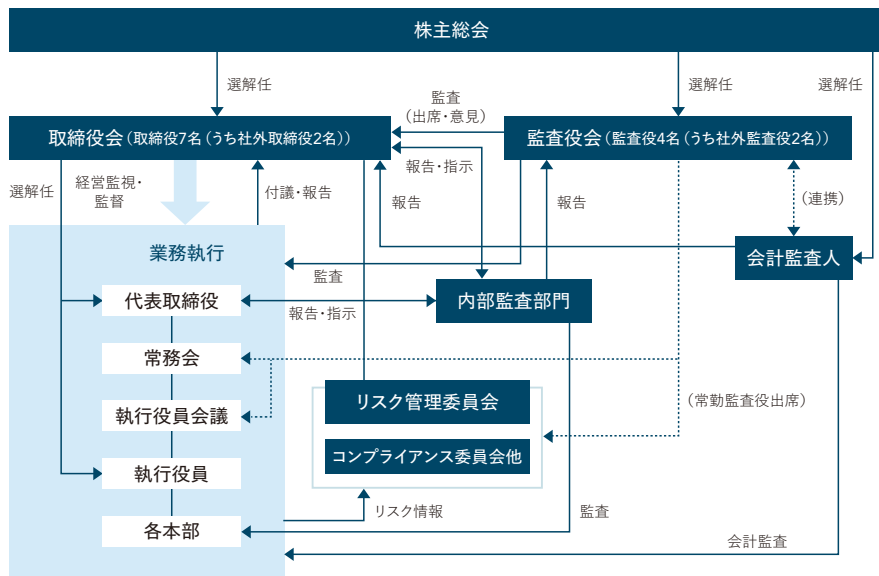 株主総会
選解任
選解任
選解任
監査
（出席・意見）
取締役会（取締役7名（うち社外取締役2名））
監査役会（監査役4名（うち社外監査役2名））
選解任
経営監視・
監督
付議・報告
報告・指示
報告
報告
（連携）
業務執行
会計監査人
監査
代表取締役
報告・指示
内部監査部門
常務会
リスク管理委員会
（常勤監査役出席）
執行役員会議
コンプライアンス委員会他
執行役員
リスク情報
監査
各本部
会計監査